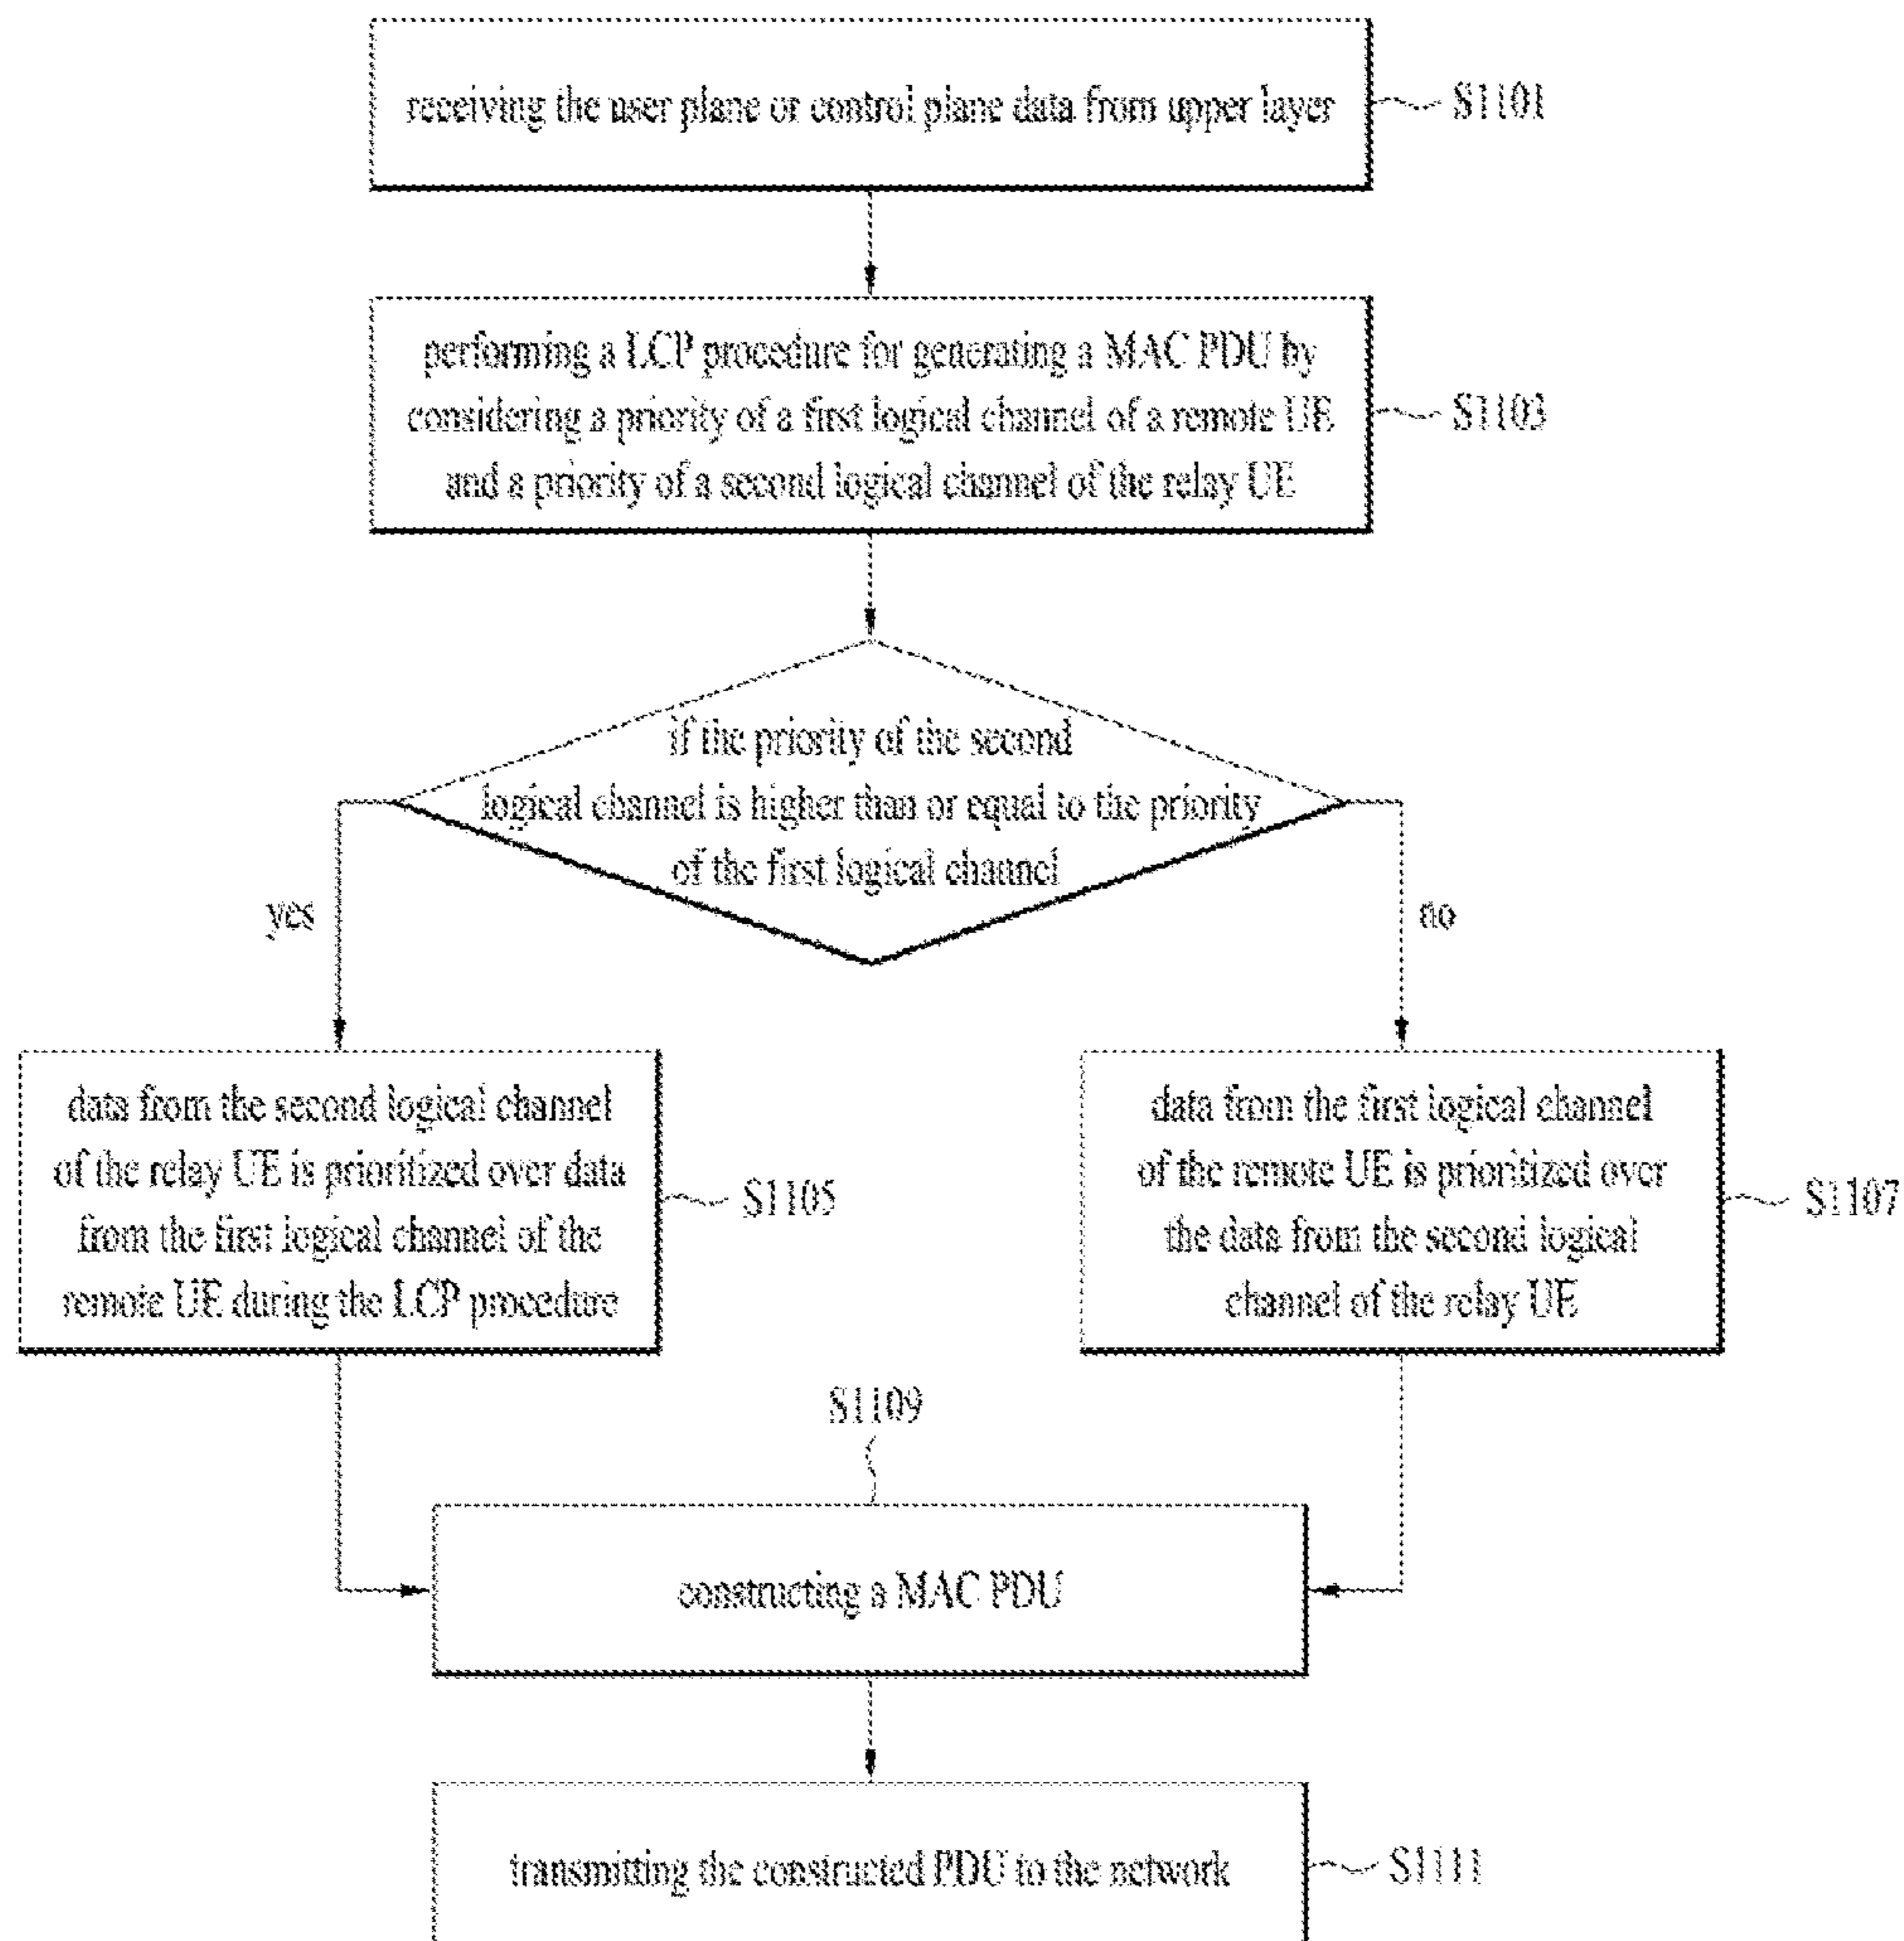 receiving the user plane or control plane data from upper layer
S1101
performing a LCP procedure for generating a MAC PDU by
considering a priority of a first logical channel of a remote UE
and a priority of a second logical channel of the relay UE
S1103
if the priority of the second
logical channel is higher than or equal to the priority
of the first logical channel
yes
no
data from the second logical channel
of the relay UE is prioritized over data
from the first logical channel of the
remote UE during the LCP procedure
S1105
data from the first logical channel
of the remote UE is prioritized over
the data from the second logical
channel of the relay UE
S1107
S1109
constructing a MAC PDU
transmitting the constructed PDU to the network
S1111